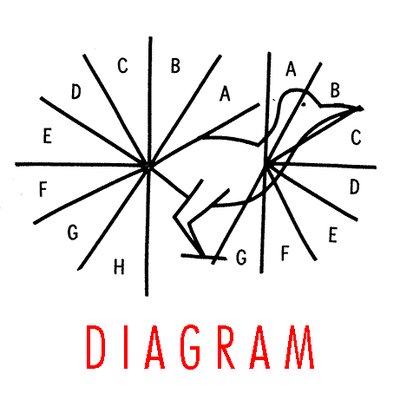 C B A
D A B
E C
F D
G E
H G F
DIAGRAM